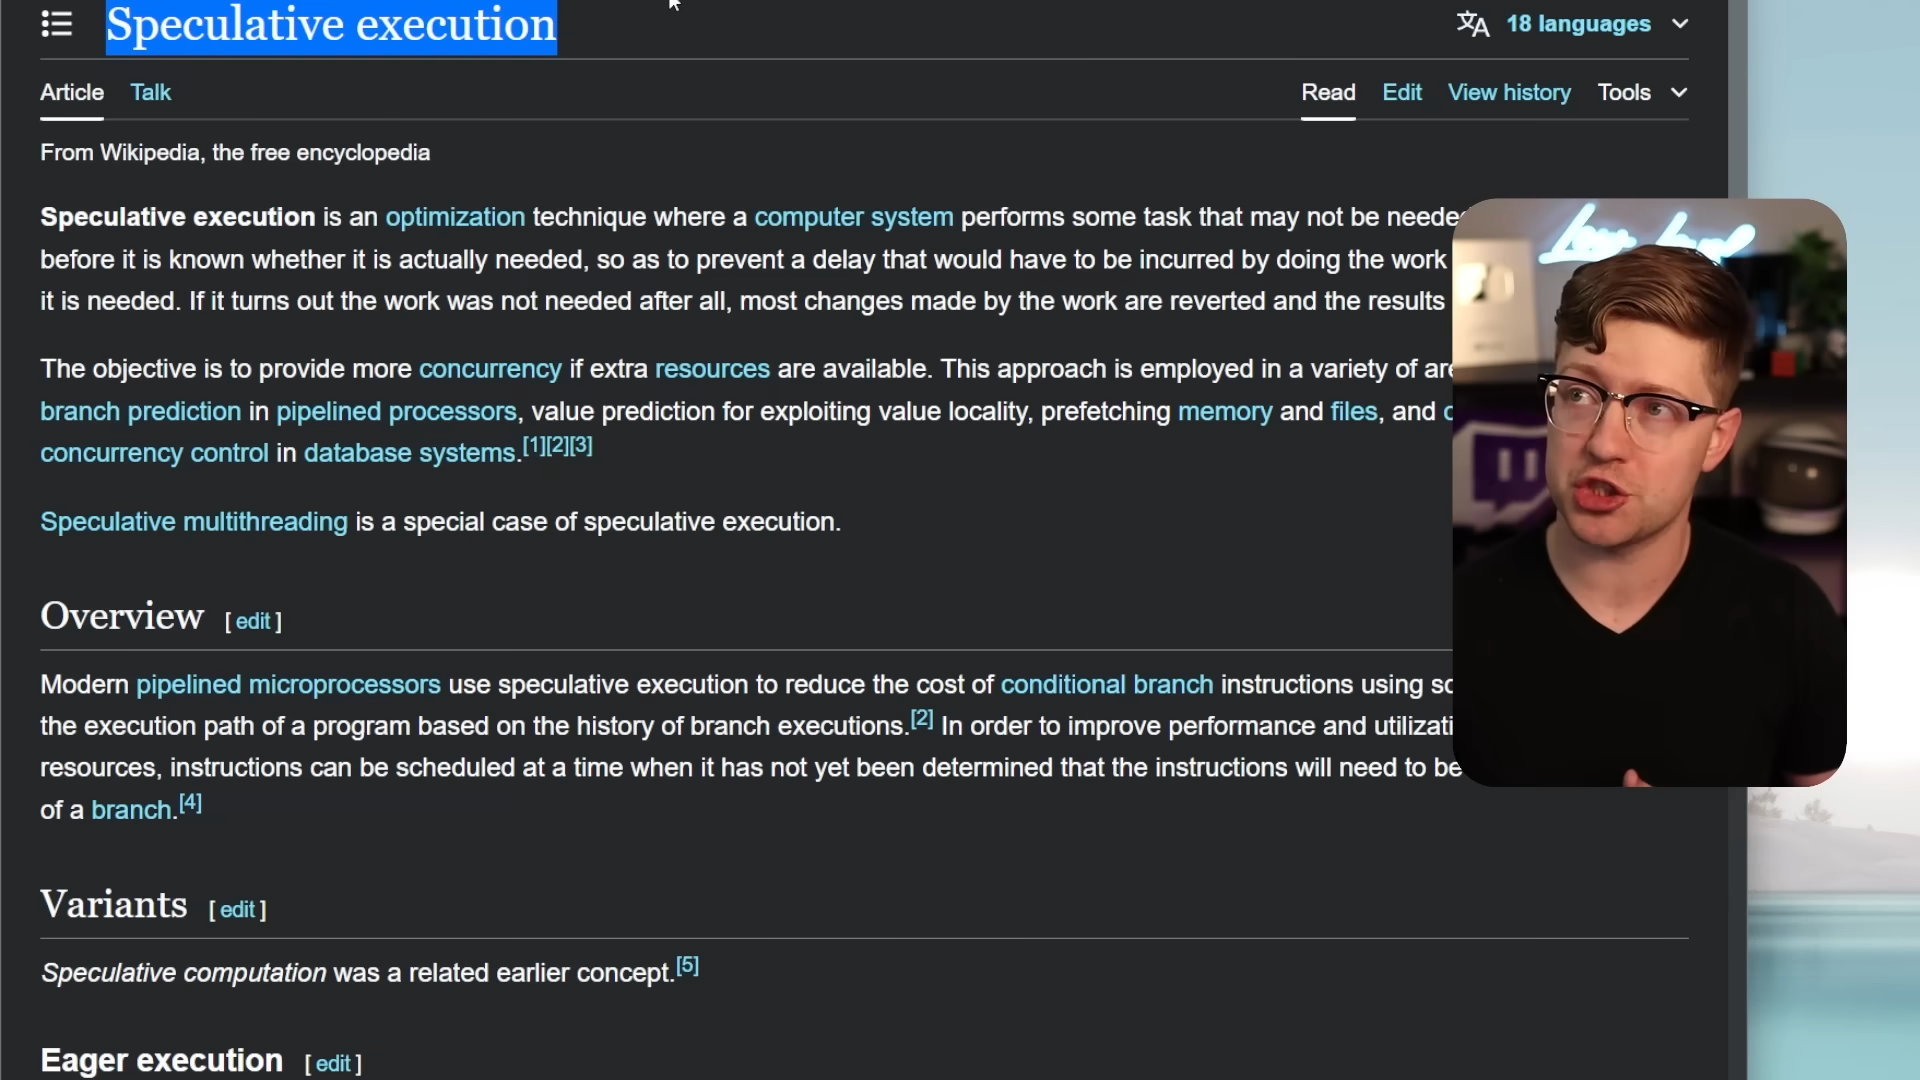 Speculative execution
18 languages
Article Talk Read Edit View history Tools
From Wikipedia, the free encyclopedia
Speculative execution is an optimization technique where a computer system performs some task that may not be
before it is known whether it is actually needed, so as to prevent a delay that would have to be incurred by doing the work
it is needed. If it turns out the work was not needed after all, most changes made by the work are reverted and the results
The objective is to provide more concurrency if extra resources are available. This approach is employed in a variety of
branch prediction in pipelined processors, value prediction for exploiting value locality, prefetching memory and files, and
concurrency control in database systems.[1][2][3]
Speculative multithreading is a special case of speculative execution.
Overview [ edit ]
Modern pipelined microprocessors use speculative execution to reduce the cost of conditional branch instructions using
the execution path of a program based on the history of branch executions.[2] In order to improve performance and
resources, instructions can be scheduled at a time when it has not yet been determined that the instructions will need to be
of a branch.[4]
Variants [ edit ]
Speculative computation was a related earlier concept.[5]
Eager execution [ edit ]